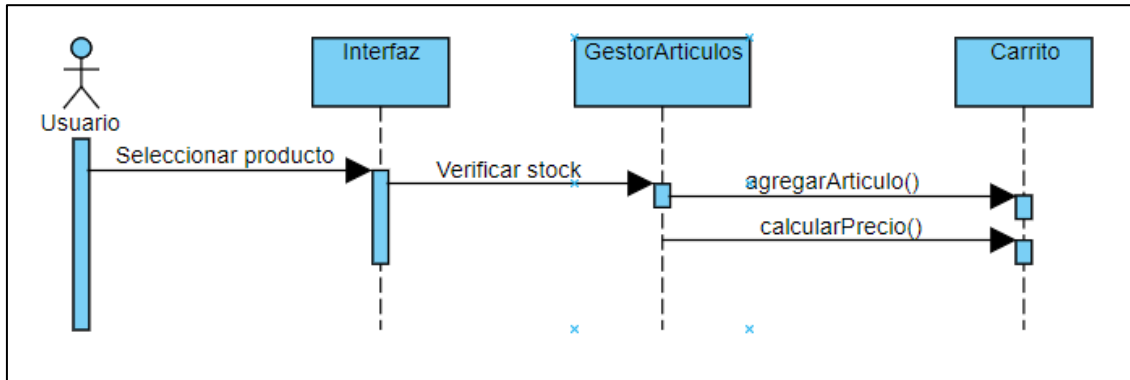 Interfaz
GestorArticulos
Carrito
Usuario
Seleccionar producto
Verificar stock
agregarArticulo()
calcularPrecio()